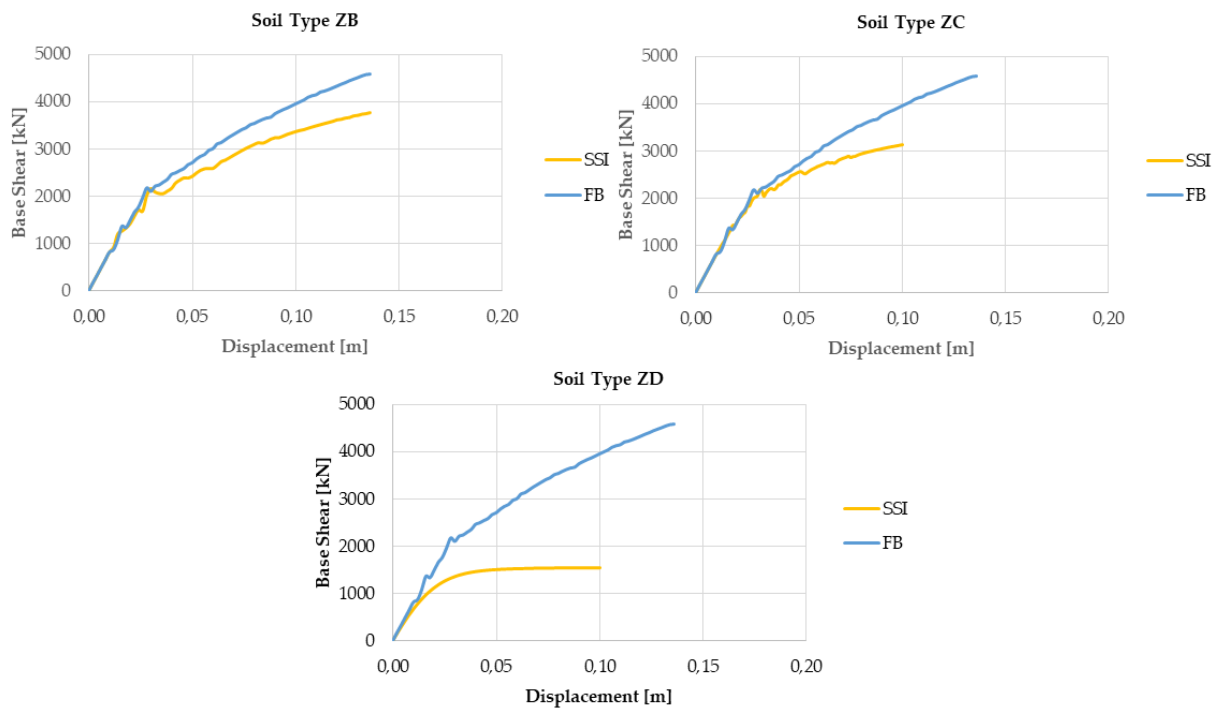 Soil Type ZB
Base Shear [kN]
5000
4000
3000
2000
1000
0
0,00 0,05 0,10 0,15 0,20
Displacement [m]
SSI
FB
Soil Type ZC
Base Shear [kN]
5000
4000
3000
2000
1000
0
0,00 0,05 0,10 0,15 0,20
Displacement [m]
SSI
FB
Soil Type ZD
Base Shear [kN]
5000
4000
3000
2000
1000
0
0,00 0,05 0,10 0,15 0,20
Displacement [m]
SSI
FB